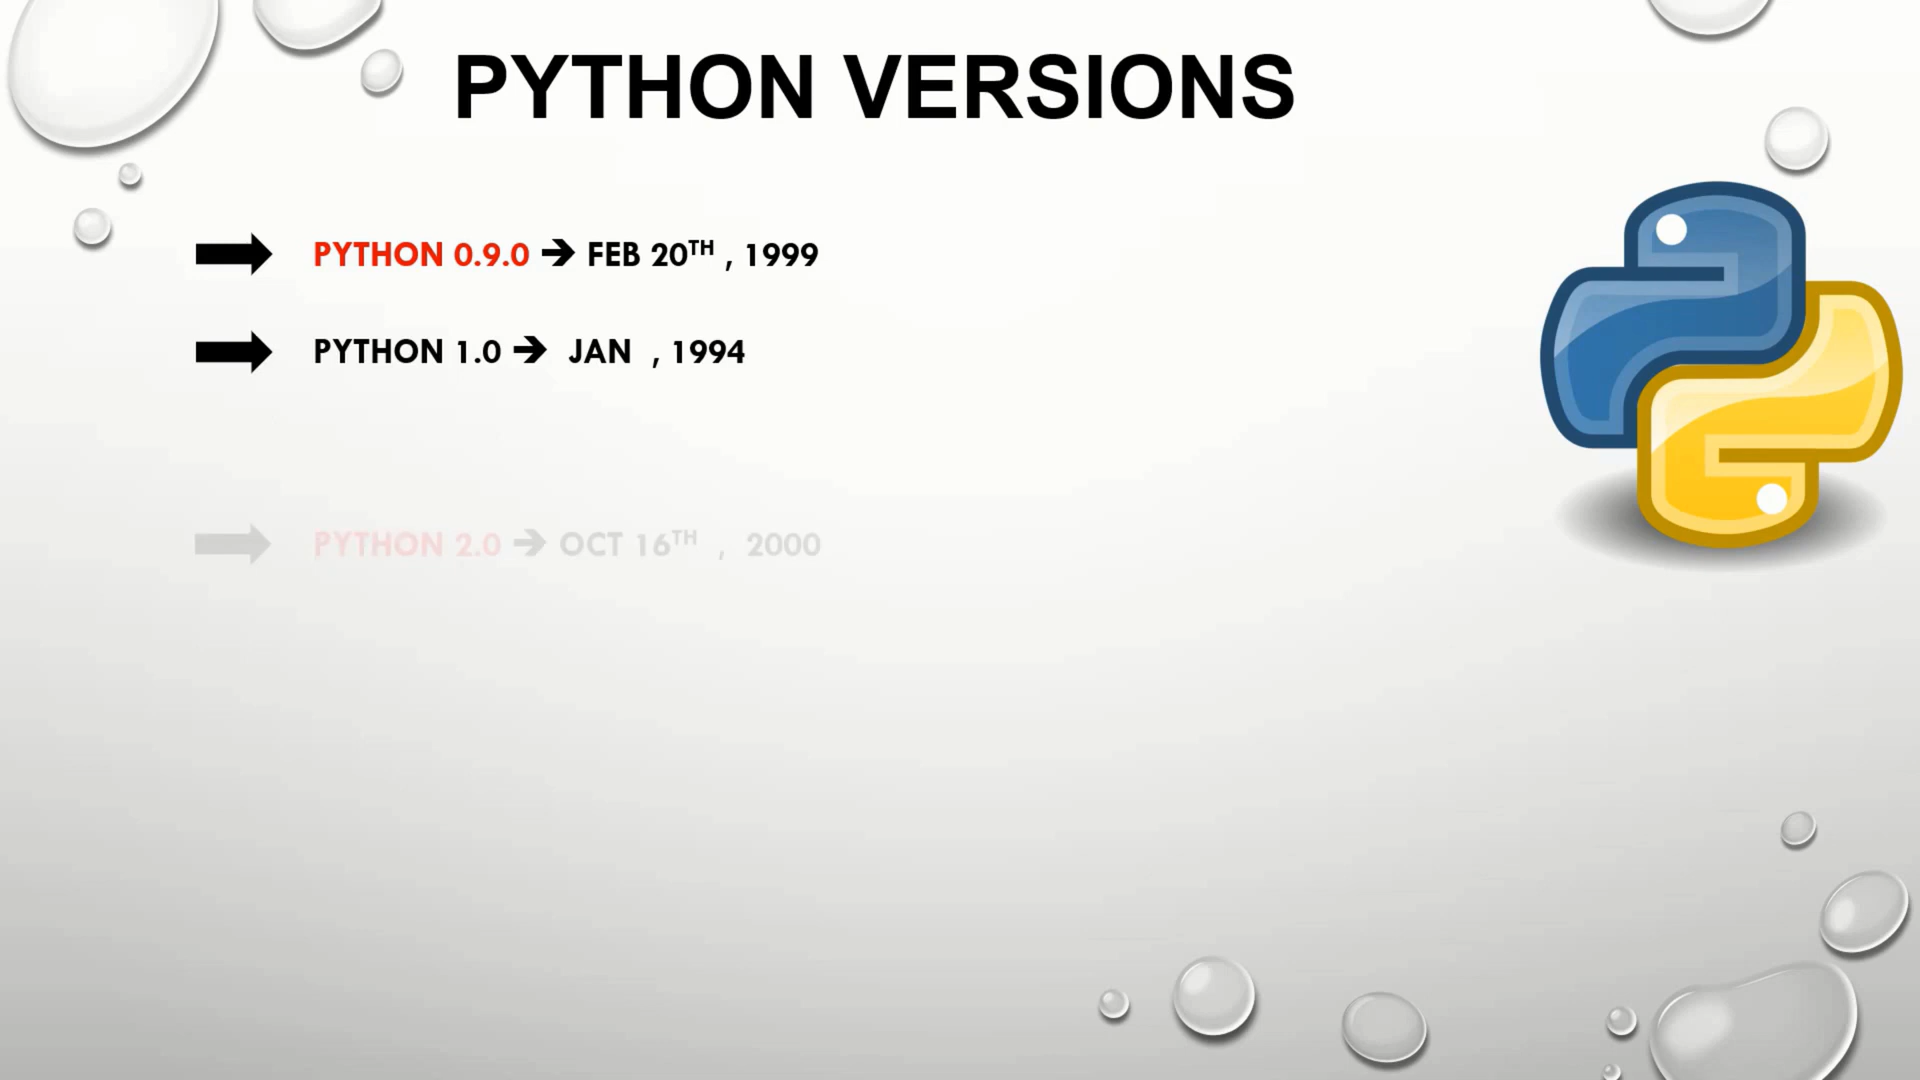 PYTHON VERSIONS
PYTHON 0.9.0 → FEB 20TH , 1999
PYTHON 1.0 → JAN , 1994
PYTHON 2.0 → OCT 16TH , 2000